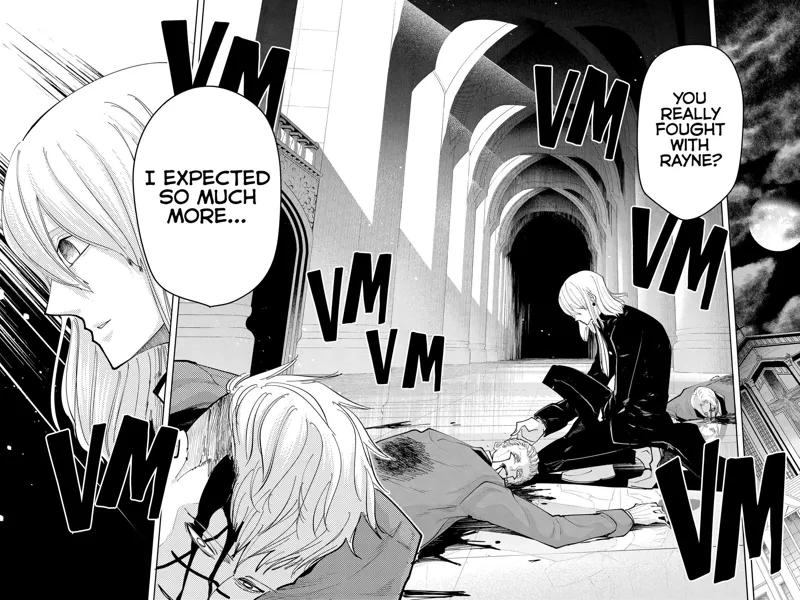 YOU
REALLY
FOUGHT
WITH
RAYNE?
VM
VM
VM
VM
VM
I EXPECTED
SO MUCH
MORE...
VM
VM